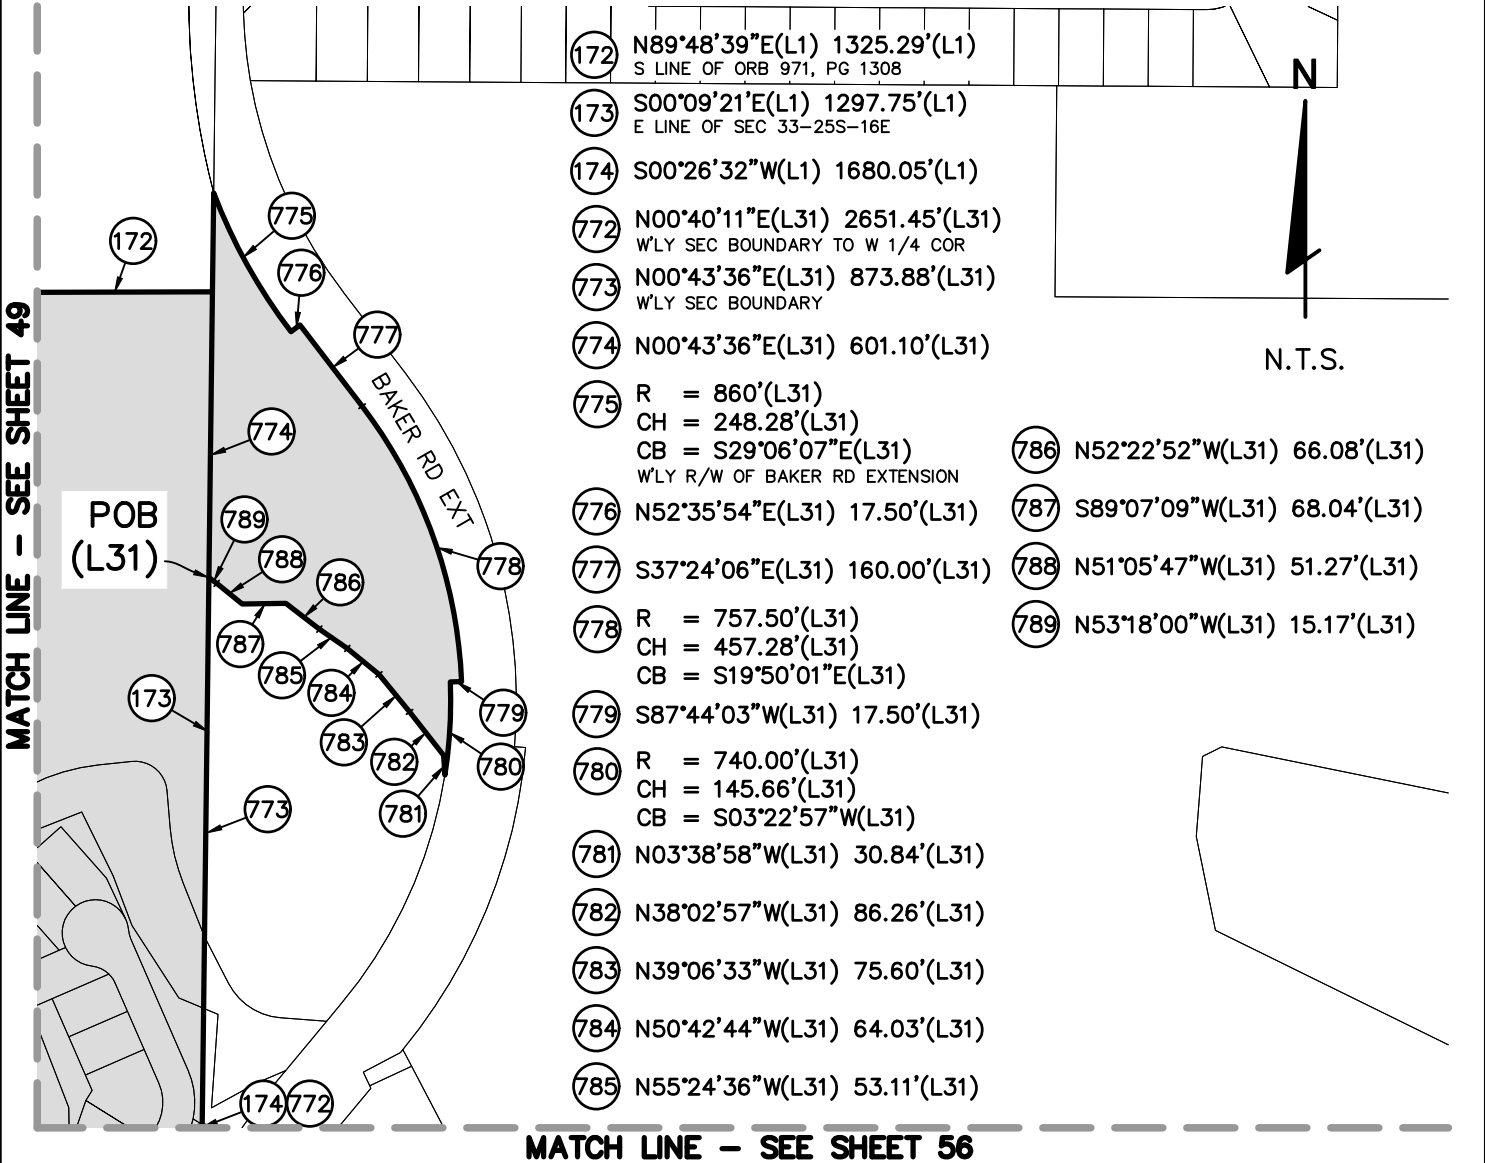 172 N89°48'39"E(L1) 1325.29'(L1)
S LINE OF ORB 971, PG 1308
173 S00°09'21'E(L1) 1297.75'(L1)
E LINE OF SEC 33-25S-16E
174 S00°26'32"W(L1) 1680.05'(L1)
772 N00°40'11"E(L31) 2651.45'(L31)
W'LY SEC BOUNDARY TO W 1/4 COR
773 N00°43'36"E(L31) 873.88'(L31)
W'LY SEC BOUNDARY
774 N00°43'36"E(L31) 601.10'(L31)
775 R = 860'(L31)
CH = 248.28'(L31)
CB = S29°06'07"E(L31)
W'LY R/W OF BAKER RD EXTENSION
776 N52°35'54"E(L31) 17.50'(L31)
777 S37°24'06"E(L31) 160.00'(L31)
778 R = 757.50'(L31)
CH = 457.28'(L31)
CB = S19°50'01"E(L31)
779 S87°44'03"W(L31) 17.50'(L31)
780 R = 740.00'(L31)
CH = 145.66'(L31)
CB = S03°22'57"W(L31)
781 N03°38'58"W(L31) 30.84'(L31)
782 N38°02'57"W(L31) 86.26'(L31)
783 N39°06'33"W(L31) 75.60'(L31)
784 N50°42'44"W(L31) 64.03'(L31)
785 N55°24'36"W(L31) 53.11'(L31)
786 N52°22'52"W(L31) 66.08'(L31)
787 S89°07'09"W(L31) 68.04'(L31)
788 N51°05'47"W(L31) 51.27'(L31)
789 N53°18'00"W(L31) 15.17'(L31)
N
N.T.S.
775
172
776
777
BAKER RD EXT
774
POB
(L31)
789
788
786
778
787
785
784
173
779
783
782
780
781
773
174
772
MATCH LINE - SEE SHEET 49
MATCH LINE - SEE SHEET 56